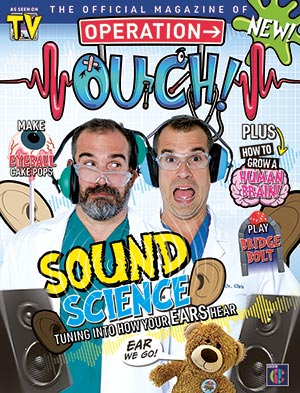 AS SEEN ON
TV
THE OFFICIAL MAGAZINE OF
OPERATION
OUCH!
NEW!
MAKE
EYEBALL
CAKE POPS
PLUS
HOW TO
GROW A
HUMAN
BRAIN!
PLAY
BRIDGE
BOLT
SOUND
SCIENCE
TUNING INTO HOW YOUR EARS HEAR
EAR
WE GO!